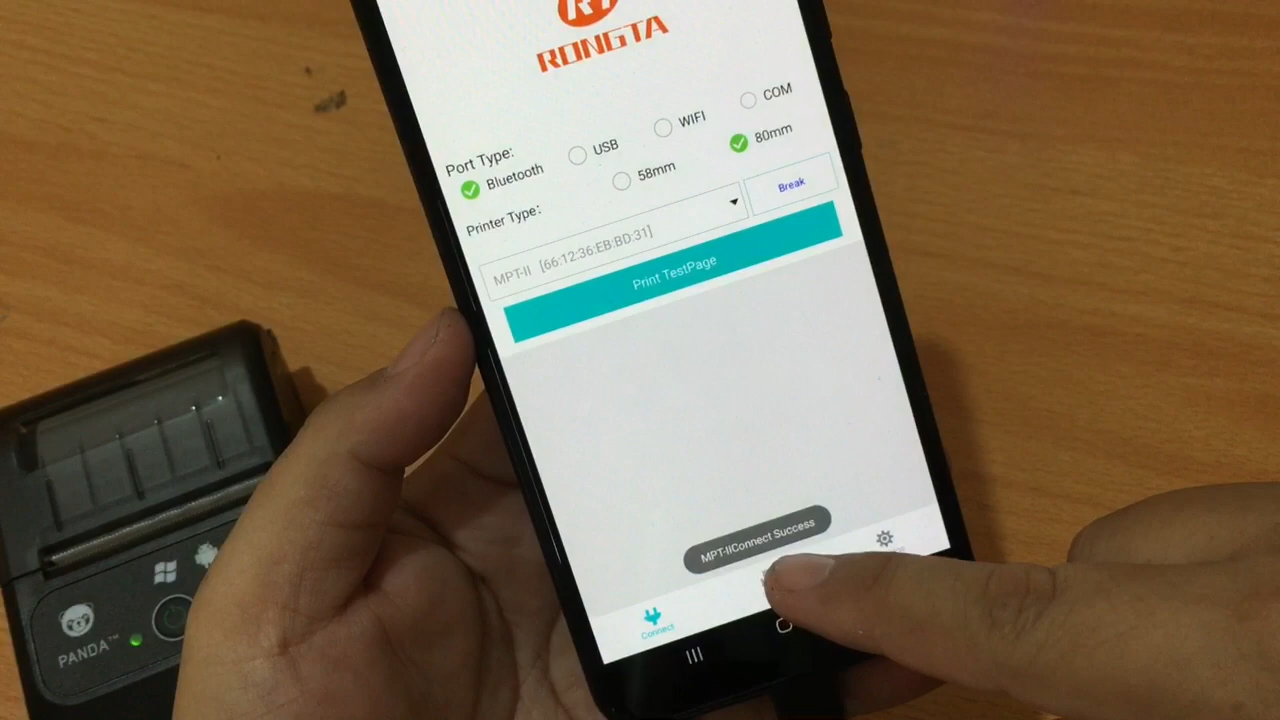 RONGTA
Port Type:
Bluetooth
USB
WIFI
COM
Printer Type:
58mm
80mm
MPT-II [66:12:36:EB:BD:31]
Break
Print TestPage
MPT-IIConnect Success
Connect
PANDA™